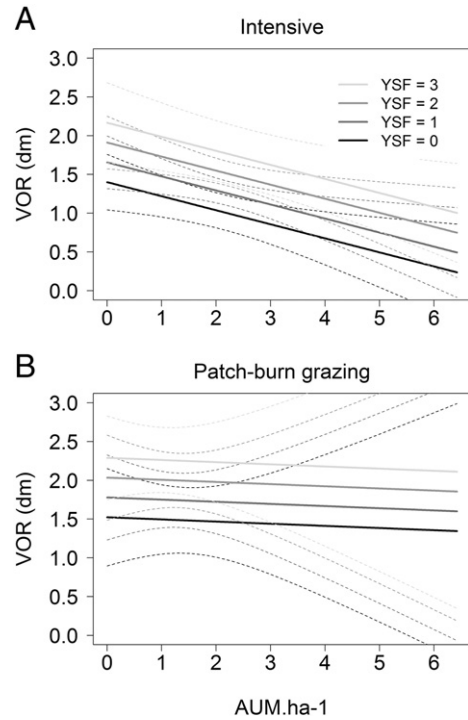 A
Intensive
3.0
2.5
2.0
1.5
1.0
0.5
0.0
VOR (dm)
YSF = 3
YSF = 2
YSF = 1
YSF = 0
0 1 2 3 4 5 6
B
Patch-burn grazing
3.0
2.5
2.0
1.5
1.0
0.5
0.0
VOR (dm)
0 1 2 3 4 5 6
AUM.ha-1